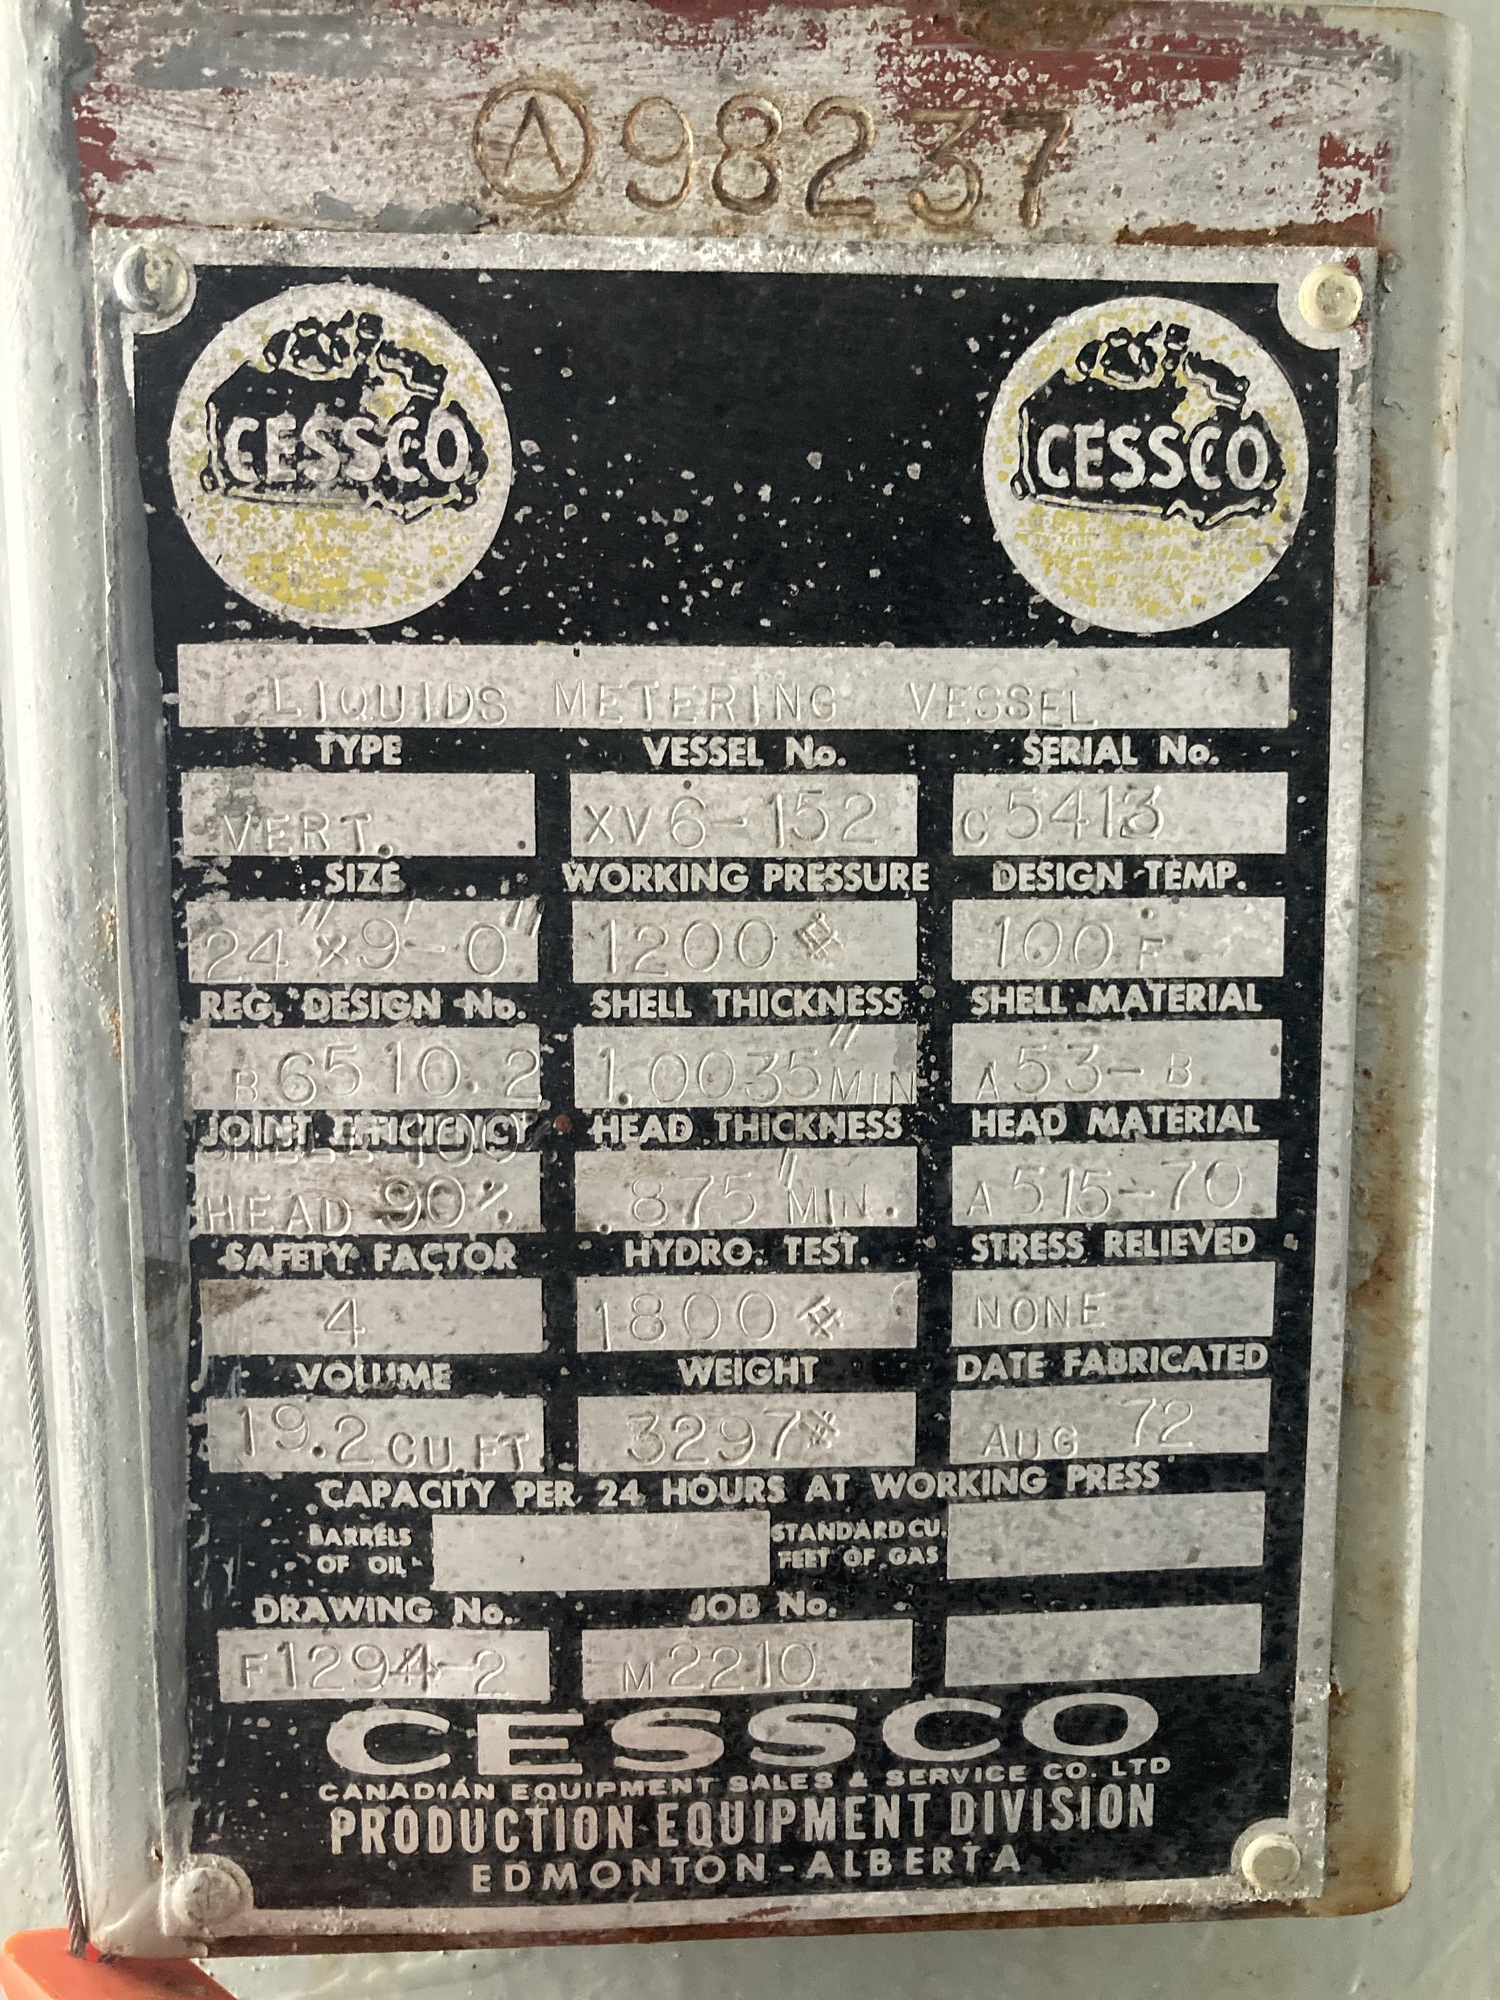 Ⓐ 98237
CESSCO CESSCO
LIQUIDS METERING VESSEL
TYPE VESSEL No. SERIAL No.
VERT. XV6-152 C5413
SIZE WORKING PRESSURE DESIGN TEMP.
24"x9'-0" 1200# 100 F
REG. DESIGN No. SHELL THICKNESS SHELL MATERIAL
B6510.2 1.0035" MIN A53-B
JOINT EFFICIENCY HEAD THICKNESS HEAD MATERIAL
SHELL 100
HEAD 90% .875" MIN. A515-70
SAFETY FACTOR HYDRO. TEST. STRESS RELIEVED
4 1800# NONE
VOLUME WEIGHT DATE FABRICATED
19.2 CU.FT. 3297# AUG 72
CAPACITY PER 24 HOURS AT WORKING PRESS
BARRELS STANDARD CU.
OF OIL FEET OF GAS
DRAWING No. JOB No.
F1294-2 M2210
CESSCO
CANADIAN EQUIPMENT SALES & SERVICE CO. LTD
PRODUCTION EQUIPMENT DIVISION
EDMONTON-ALBERTA